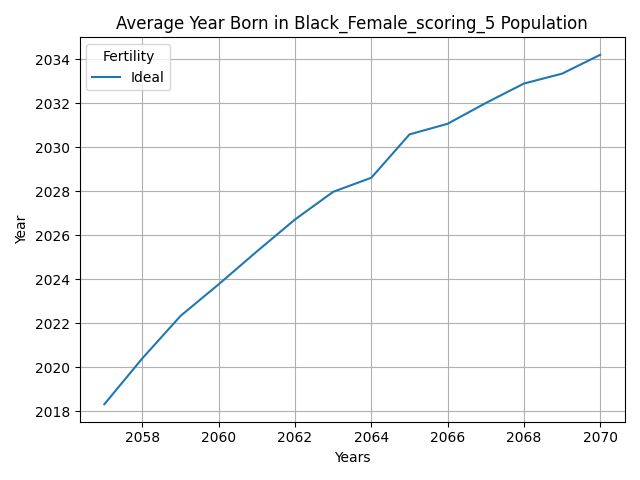 Average Year Born in Black_Female_scoring_5 Population
Fertility
Ideal
2034
2032
2030
2028
2026
2024
2022
2020
2018
Year
2058 2060 2062 2064 2066 2068 2070
Years